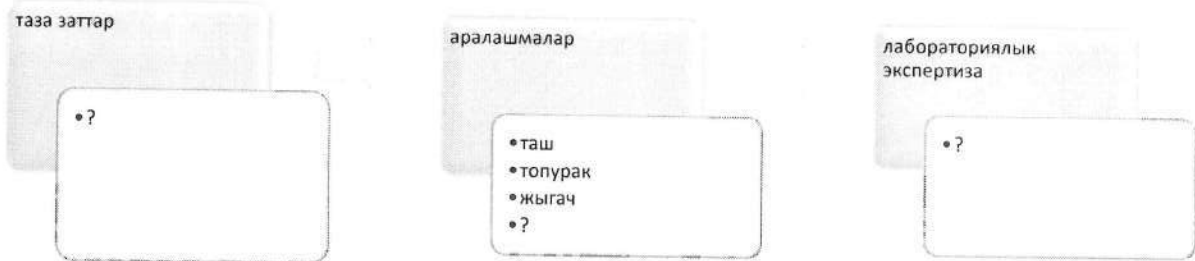 таза заттар
•?
аралашмалар
•таш
•топурак
•жыгач
•?
лабораториялык
экспертиза
•?